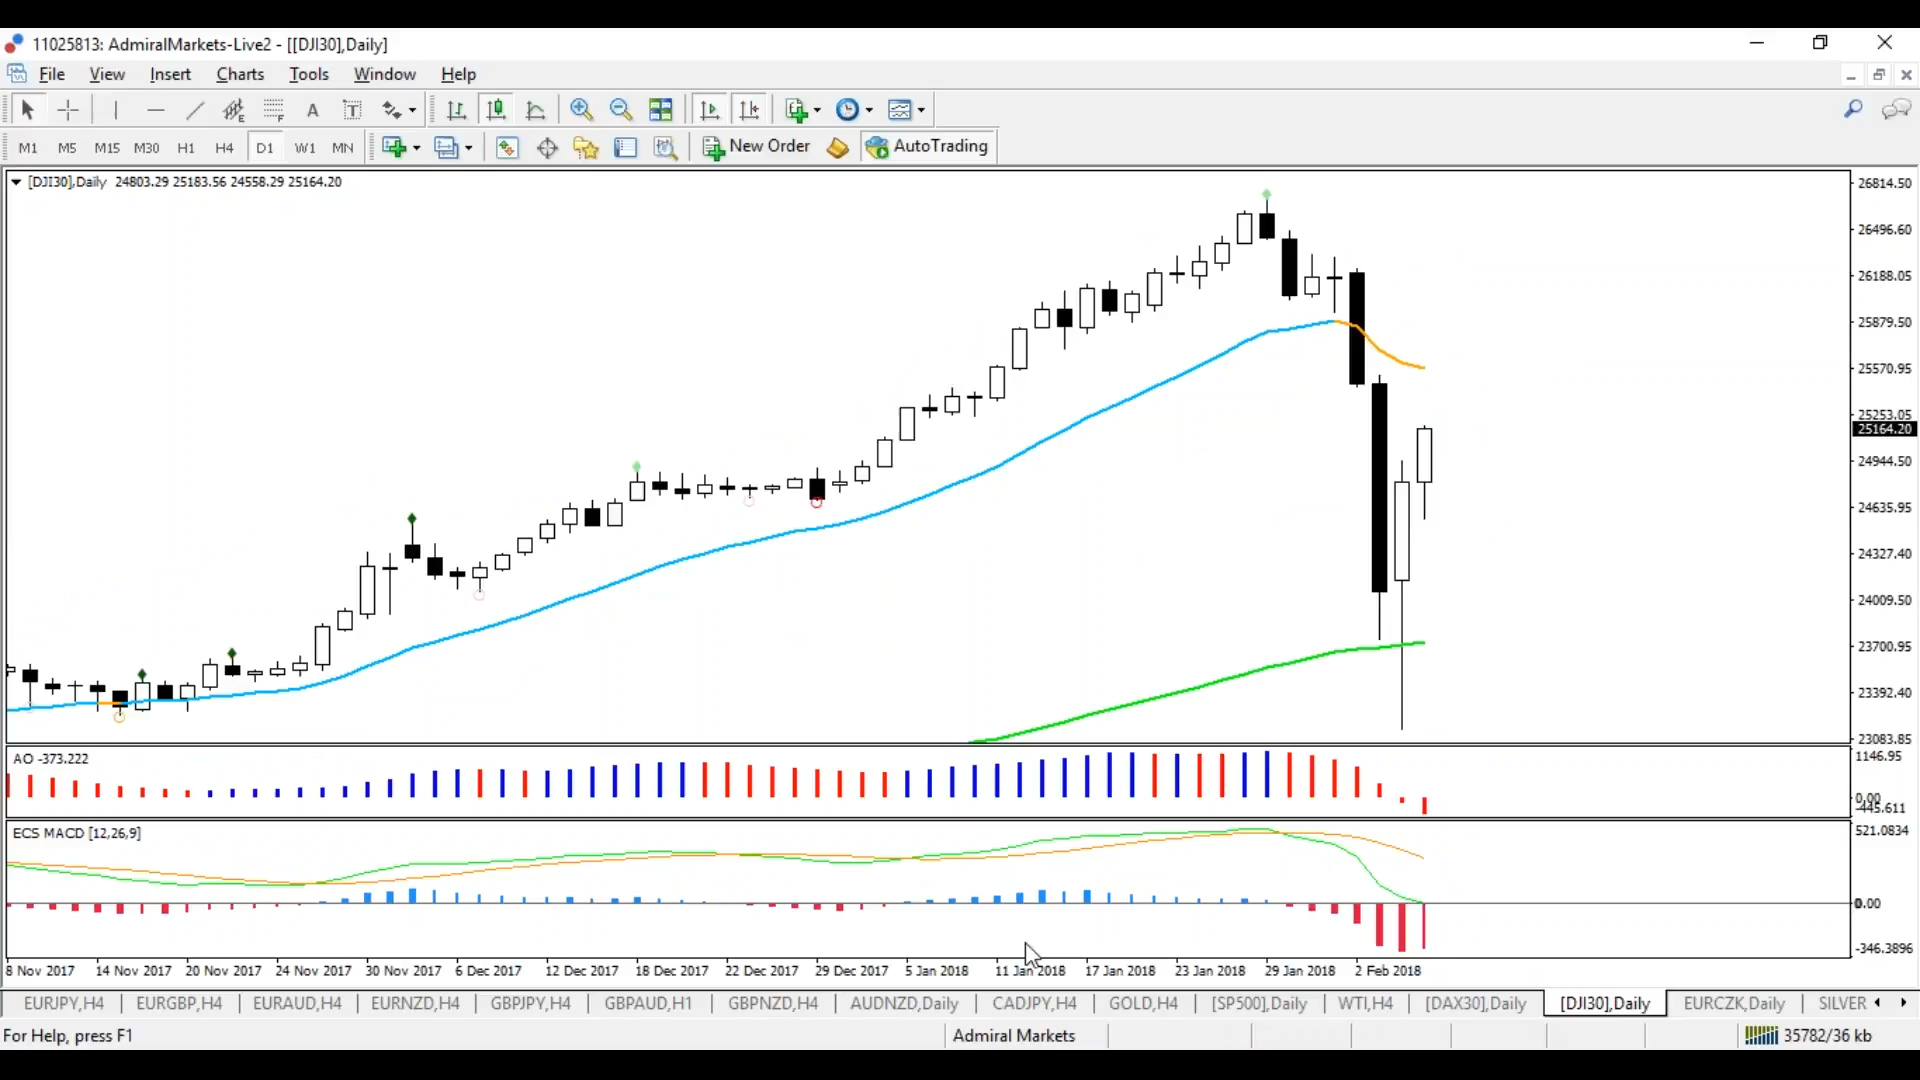 11025813: AdmiralMarkets-Live2 - [[DJI30],Daily]
File View Insert Charts Tools Window Help
A T
M1 M5 M15 M30 H1 H4 D1 W1 MN New Order AutoTrading
[DJI30],Daily 24803.29 25183.56 24558.29 25164.20
26814.50
26496.60
26188.05
25879.50
25570.95
25253.05
25164.20
24944.50
24635.95
24327.40
24009.50
23700.95
23392.40
23083.85
AO -373.222
1146.95
0.00
-445.611
ECS MACD [12,26,9]
521.0834
0.00
-346.3896
8 Nov 2017 14 Nov 2017 20 Nov 2017 24 Nov 2017 30 Nov 2017 6 Dec 2017 12 Dec 2017 18 Dec 2017 22 Dec 2017 29 Dec 2017 5 Jan 2018 11 Jan 2018 17 Jan 2018 23 Jan 2018 29 Jan 2018 2 Feb 2018
EURJPY,H4 EURGBP,H4 EURAUD,H4 EURNZD,H4 GBPJPY,H4 GBPAUD,H1 GBPNZD,H4 AUDNZD,Daily CADJPY,H4 GOLD,H4 [SP500],Daily WTI,H4 [DAX30],Daily [DJI30],Daily EURCZK,Daily SILVER
For Help, press F1 Admiral Markets 35782/36 kb